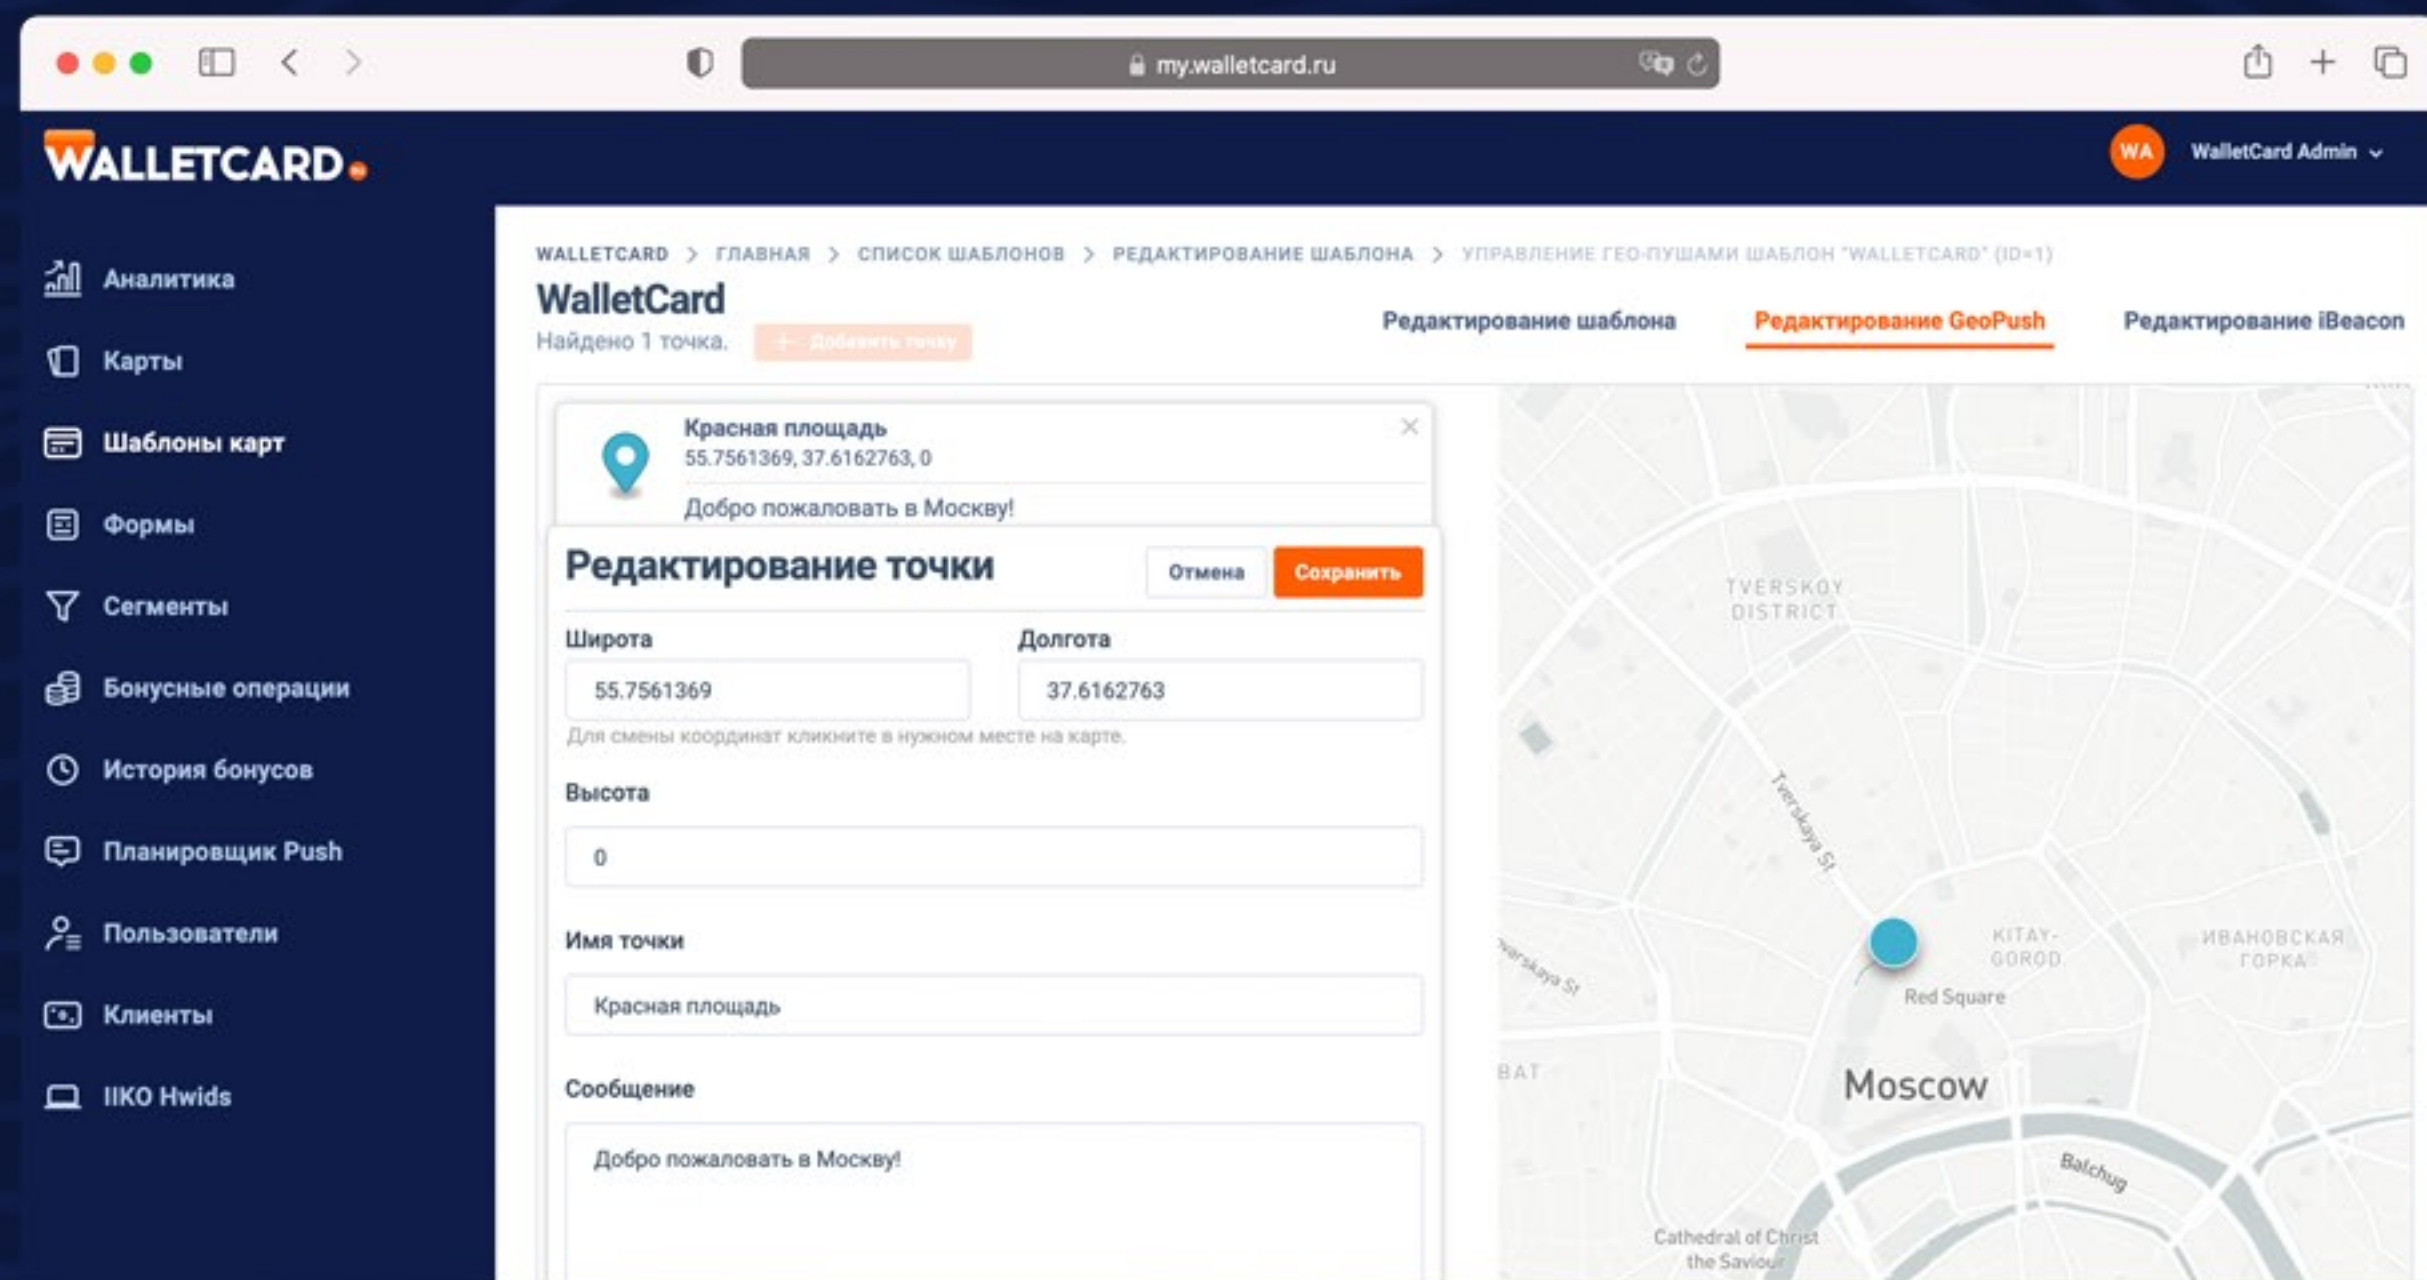 my.walletcard.ru
WALLETCARD
WA
WalletCard Admin
Аналитика
Карты
Шаблоны карт
Формы
Сегменты
Бонусные операции
История бонусов
Планировщик Push
Пользователи
Клиенты
IIKO Hwids
WALLETCARD > ГЛАВНАЯ > СПИСОК ШАБЛОНОВ > РЕДАКТИРОВАНИЕ ШАБЛОНА > УПРАВЛЕНИЕ ГЕО-ПУШАМИ ШАБЛОН "WALLETCARD" (ID=1)
WalletCard
Найдено 1 точка.
+ Добавить точку
Редактирование шаблона
Редактирование GeoPush
Редактирование iBeacon
Красная площадь
55.7561369, 37.6162763, 0
Добро пожаловать в Москву!
Редактирование точки
Отмена
Сохранить
Широта
Долгота
55.7561369
37.6162763
Для смены координат кликните в нужном месте на карте.
Высота
0
Имя точки
Красная площадь
Сообщение
Добро пожаловать в Москву!
TVERSKOY
DISTRICT
Tverskaya St
KITAY-
GOROD
ИВАНОВСКАЯ
ГОРКА
Red Square
Moscow
Balchug
Cathedral of Christ
the Saviour